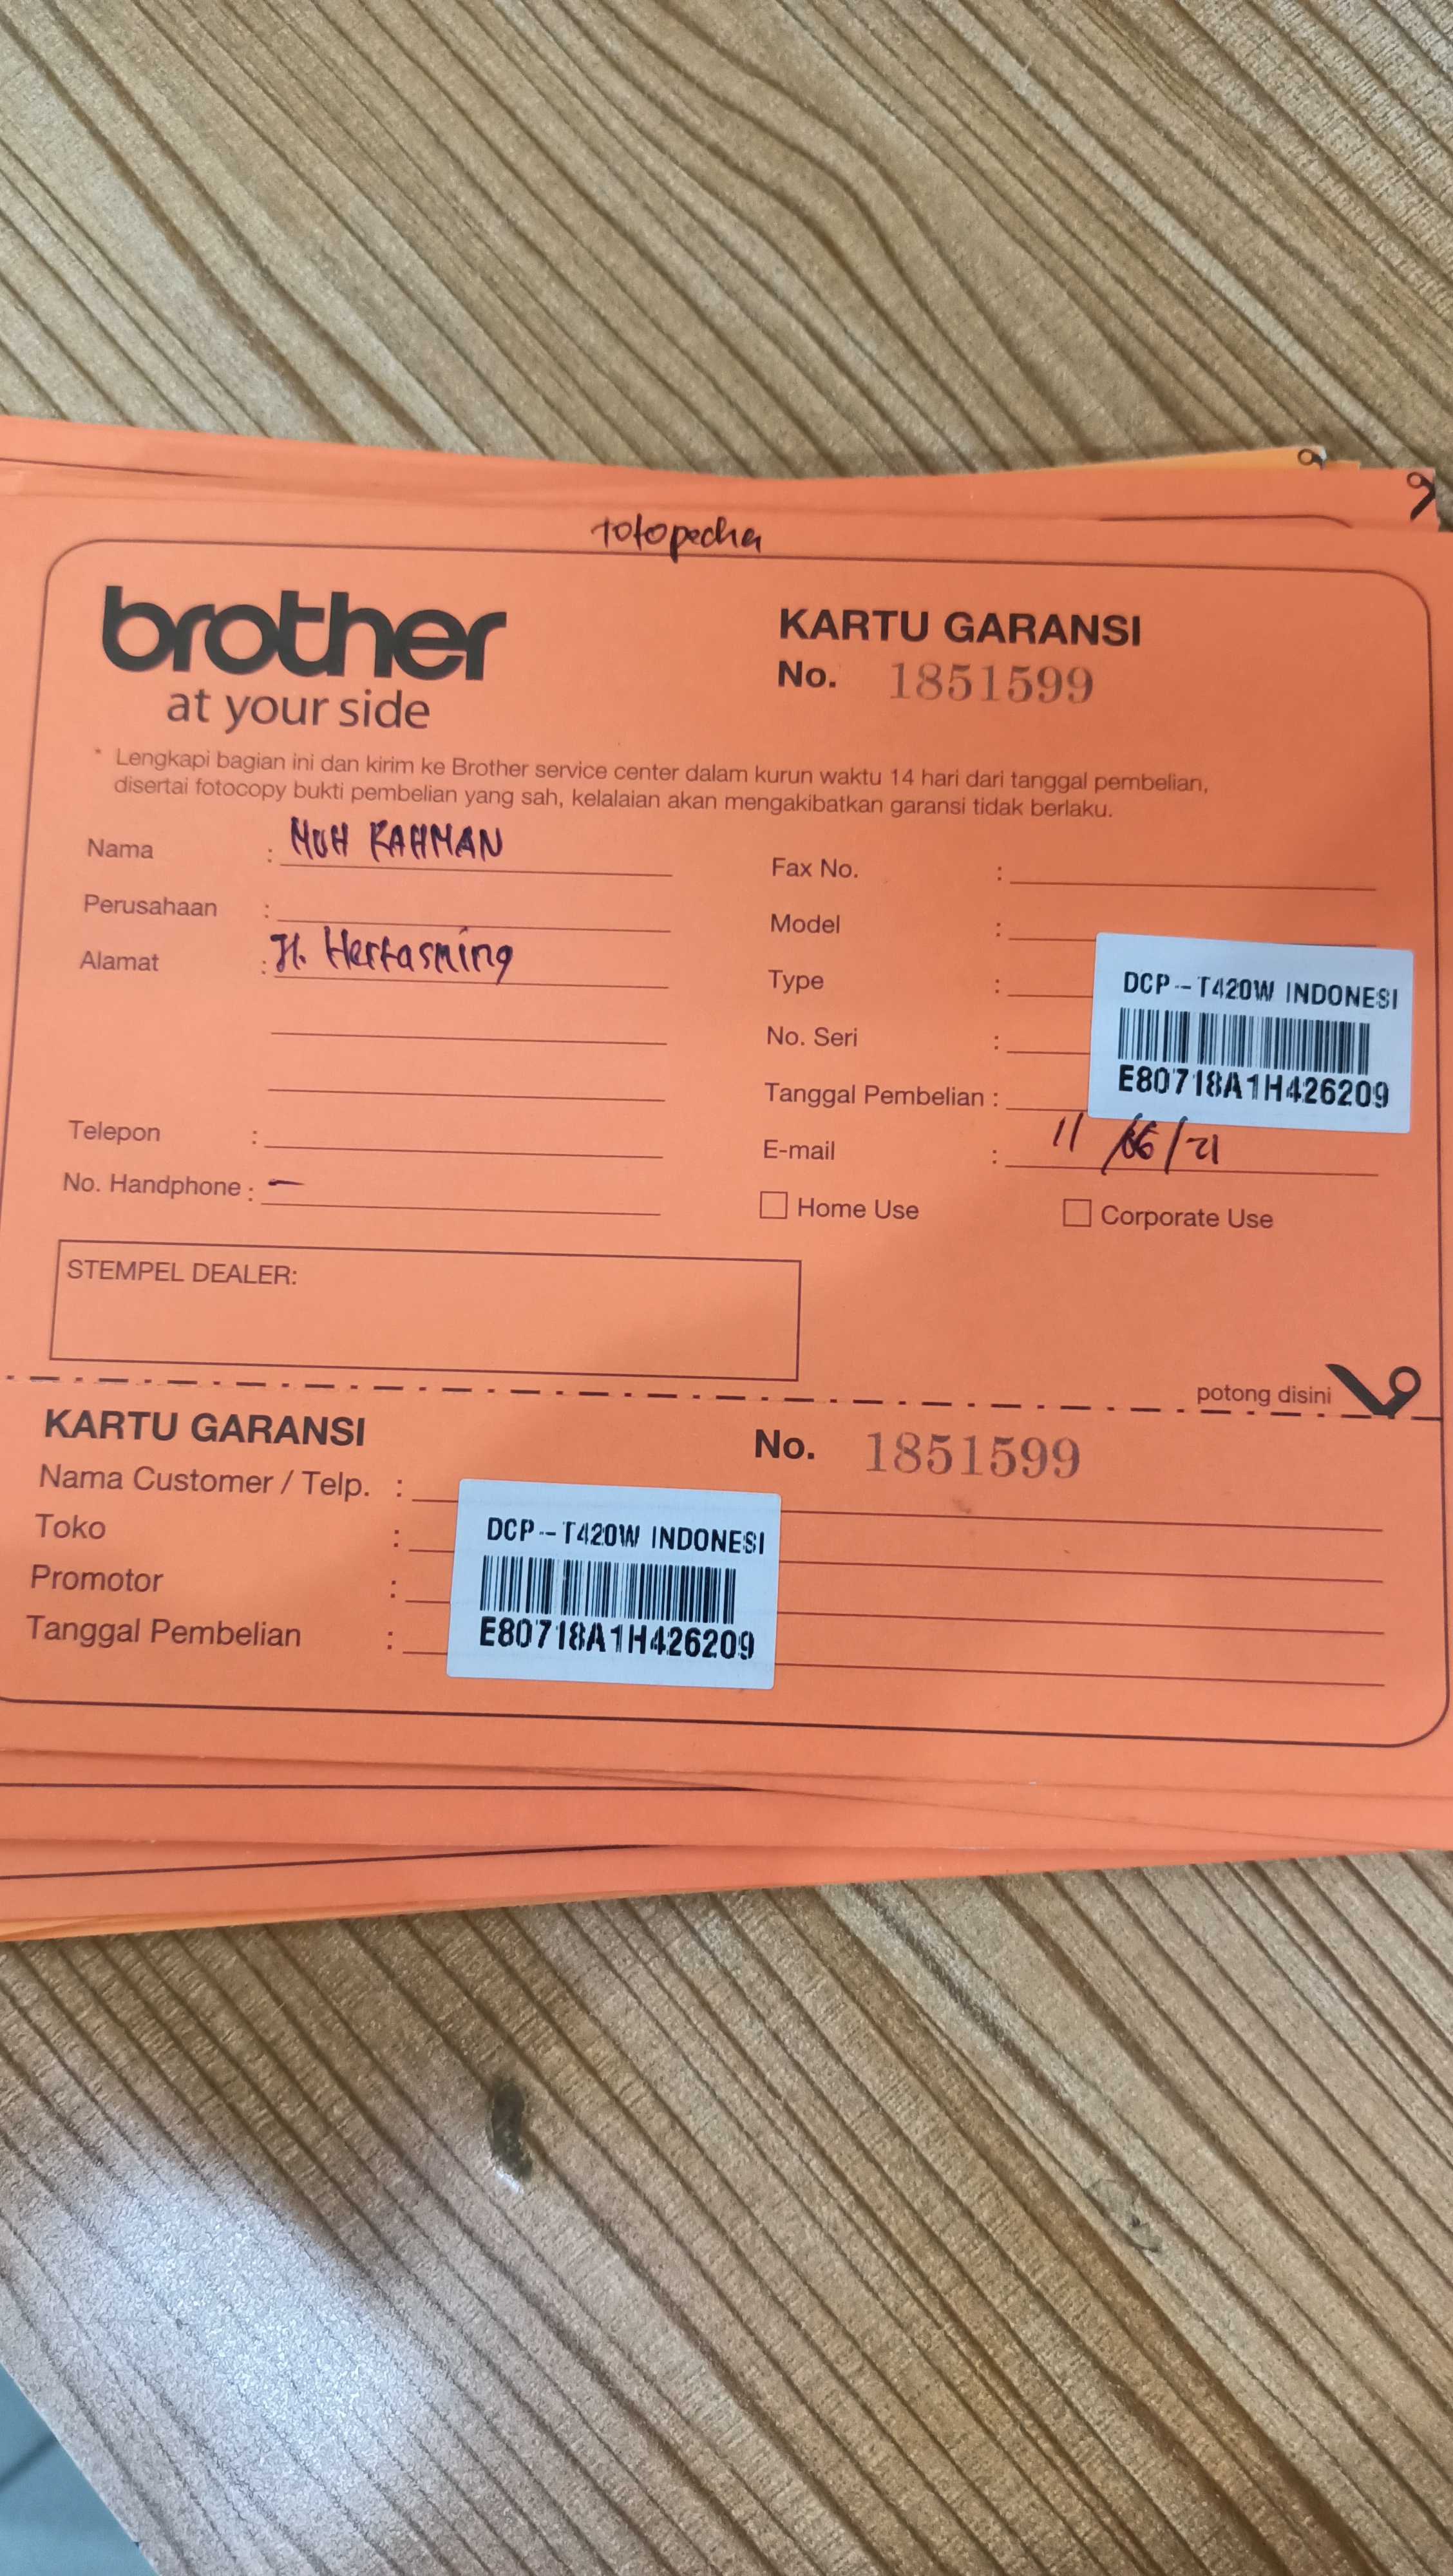 totopecha
brother
at your side
KARTU GARANSI
No. 1851599
* Lengkapi bagian ini dan kirim ke Brother service center dalam kurun waktu 14 hari dari tanggal pembelian,
disertai fotocopy bukti pembelian yang sah, kelalaian akan mengakibatkan garansi tidak berlaku.
Nama : MUH RAHMAN
Perusahaan :
Alamat : Jl. Hertasning
Telepon :
No. Handphone : –
Fax No. :
Model :
Type :
No. Seri :
Tanggal Pembelian :
DCP-T420W INDONESI
E80718A1H426209
E-mail : 11/06/21
Home Use
Corporate Use
STEMPEL DEALER:
potong disini
KARTU GARANSI
No. 1851599
Nama Customer / Telp. :
Toko :
Promotor :
Tanggal Pembelian :
DCP-T420W INDONESI
E80718A1H426209